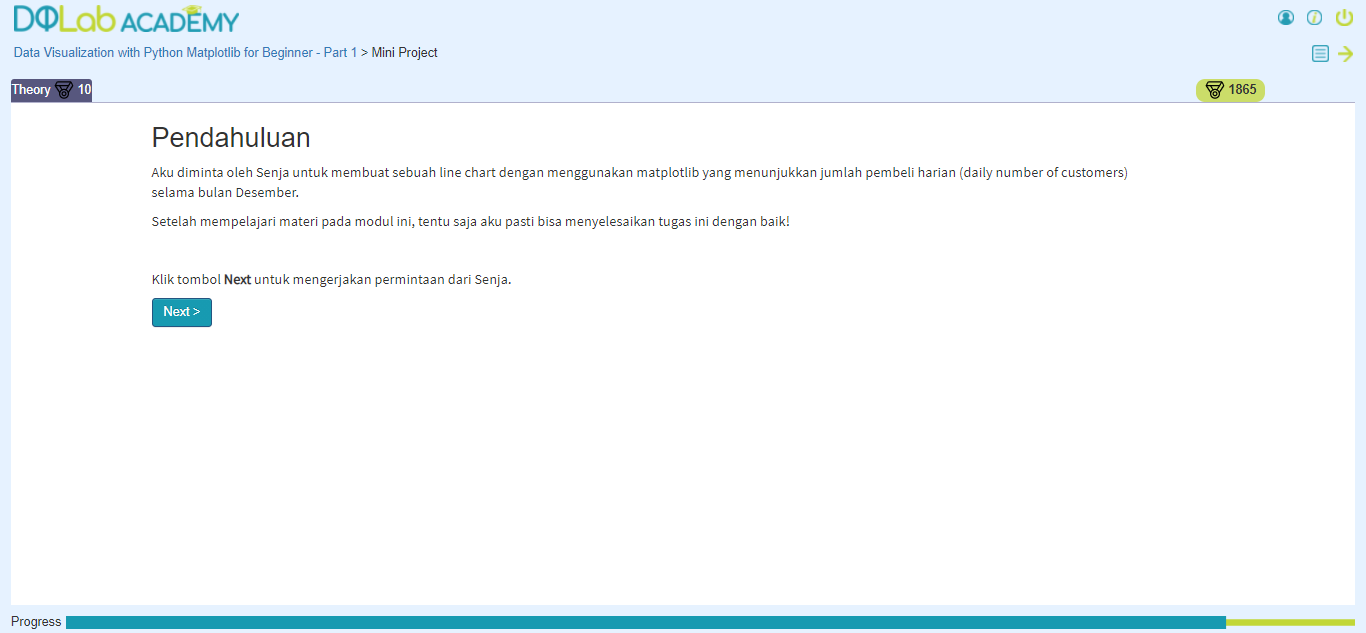 DQLab ACADEMY
Data Visualization with Python Matplotlib for Beginner - Part 1 > Mini Project
Theory 10
1865
Pendahuluan
Aku diminta oleh Senja untuk membuat sebuah line chart dengan menggunakan matplotlib yang menunjukkan jumlah pembeli harian (daily number of customers)
selama bulan Desember.
Setelah mempelajari materi pada modul ini, tentu saja aku pasti bisa menyelesaikan tugas ini dengan baik!
Klik tombol Next untuk mengerjakan permintaan dari Senja.
Next >
Progress